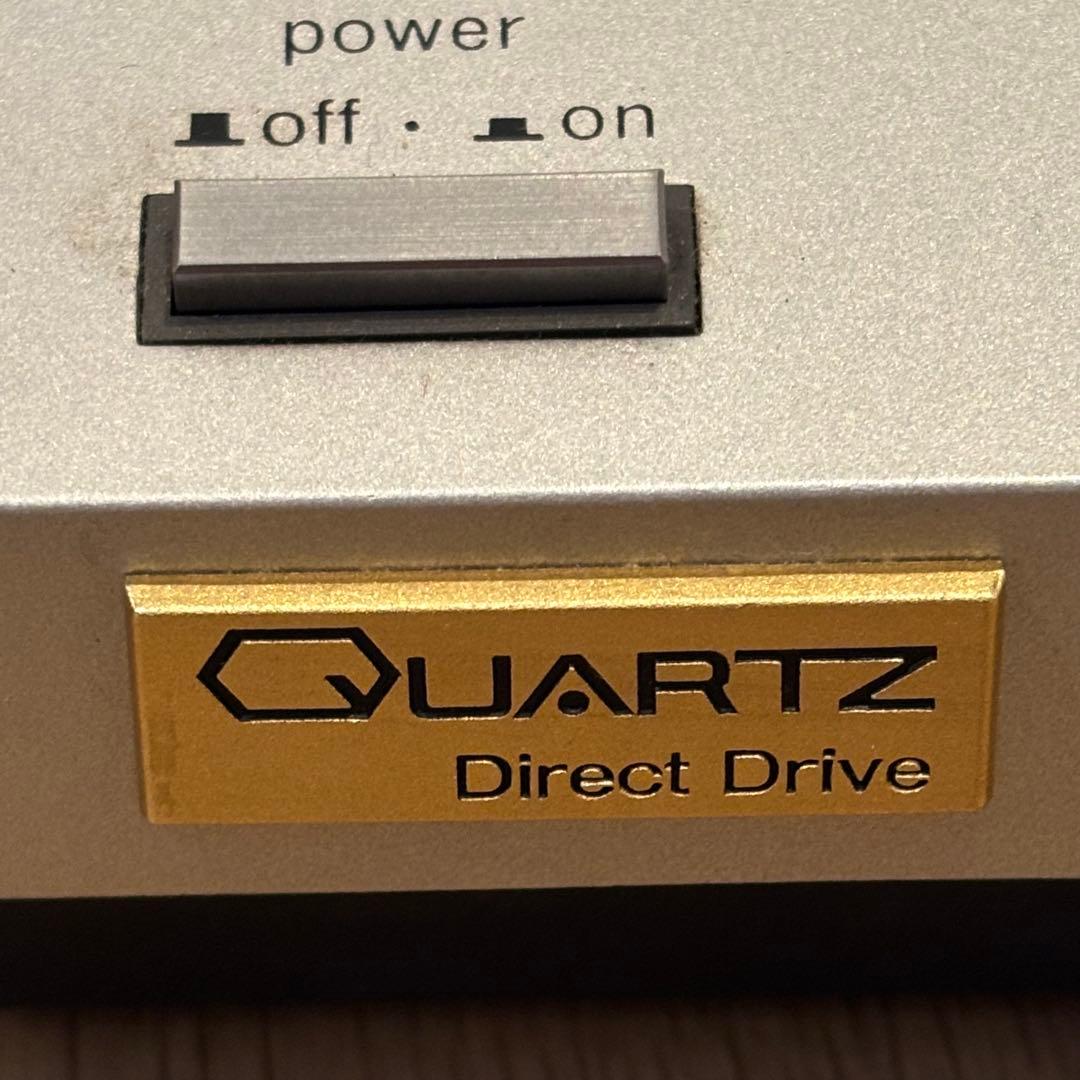 power
off · on
QUARTZ
Direct Drive